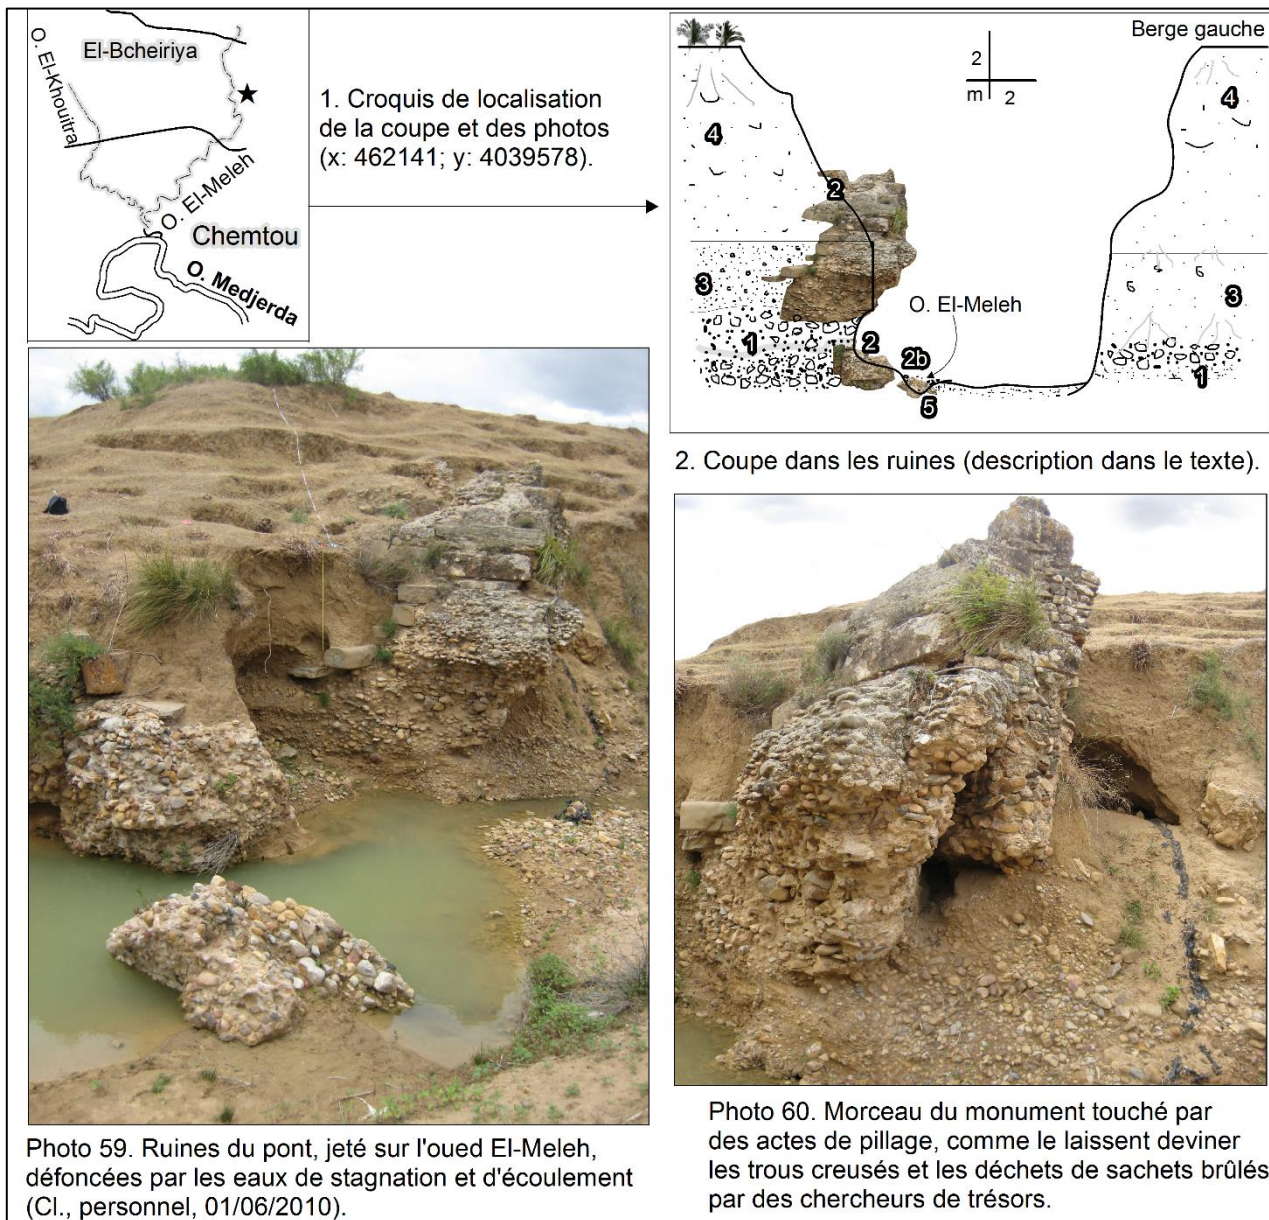 O. El-Khouitra
El-Bcheiriya
O. El-Meleh
Chemtou
O. Medjerda
1. Croquis de localisation
de la coupe et des photos
(x: 462141; y: 4039578).
Berge gauche
2
m 2
4
4
2
3
3
O. El-Meleh
1
2
2b
1
5
2. Coupe dans les ruines (description dans le texte).
Photo 59. Ruines du pont, jeté sur l'oued El-Meleh,
défoncées par les eaux de stagnation et d'écoulement
(Cl., personnel, 01/06/2010).
Photo 60. Morceau du monument touché par
des actes de pillage, comme le laissent deviner
les trous creusés et les déchets de sachets brûlés
par des chercheurs de trésors.